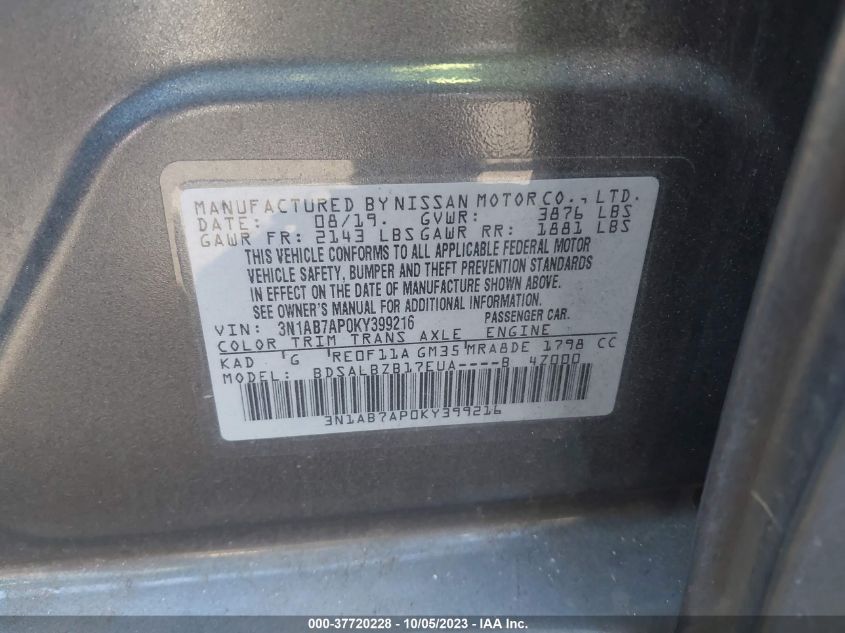 MANUFACTURED BY NISSAN MOTOR CO., LTD.
DATE: 08/19. GVWR: 3876 LBS
GAWR FR: 2143 LBS GAWR RR: 1881 LBS
THIS VEHICLE CONFORMS TO ALL APPLICABLE FEDERAL MOTOR
VEHICLE SAFETY, BUMPER AND THEFT PREVENTION STANDARDS
IN EFFECT ON THE DATE OF MANUFACTURE SHOWN ABOVE.
SEE OWNER'S MANUAL FOR ADDITIONAL INFORMATION.
VIN: 3N1AB7AP0KY399216 PASSENGER CAR.
COLOR TRIM TRANS AXLE ENGINE
KAD 'G RE0F11A GM35 MRA8DE 1798 CC
MODEL: BDSALBZB17EUA----B 4Z000
3N1AB7AP0KY399216
000-37720228 - 10/05/2023 - IAA Inc.